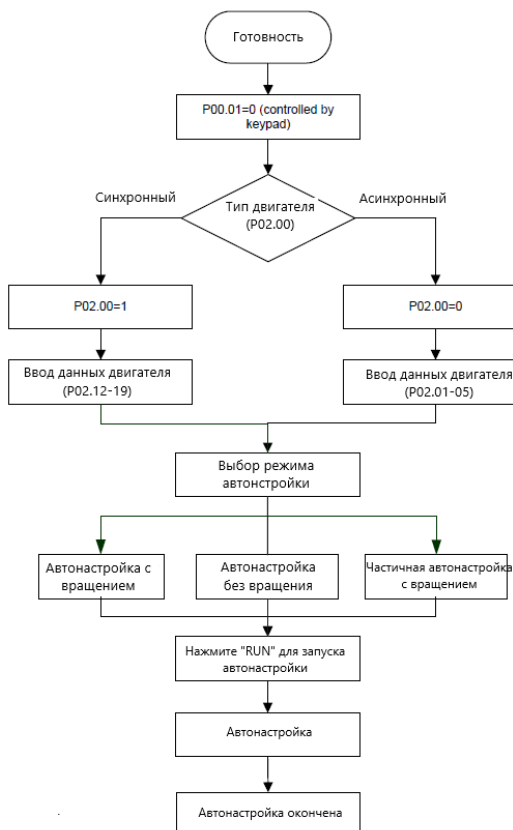 Готовность
P00.01=0 (controlled by
keypad)
Синхронный
Асинхронный
Тип двигателя
(P02.00)
P02.00=1
P02.00=0
Ввод данных двигателя
(P02.12-19)
Ввод данных двигателя
(P02.01-05)
Выбор режима
автонстройки
Автонастройка с
вращением
Автонастройка
без вращения
Частичная автонастройка
с вращением
Нажмите "RUN" для запуска
автонастройки
Автонастройка
Автонастройка окончена